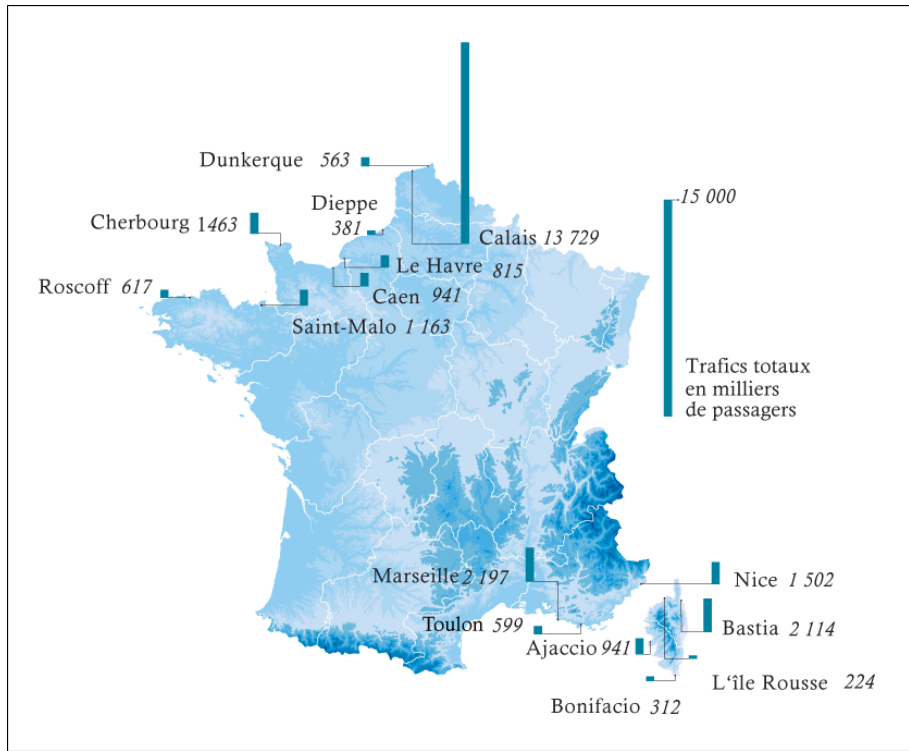 Dunkerque 563
Dieppe
381
Cherbourg 1463
15 000
Calais 13 729
Le Havre 815
Roscoff 617
Caen 941
Saint-Malo 1 163
Trafics totaux
en milliers
de passagers
Marseille 2 197
Nice 1 502
Toulon 599
Bastia 2 114
Ajaccio 941
L'île Rousse 224
Bonifacio 312